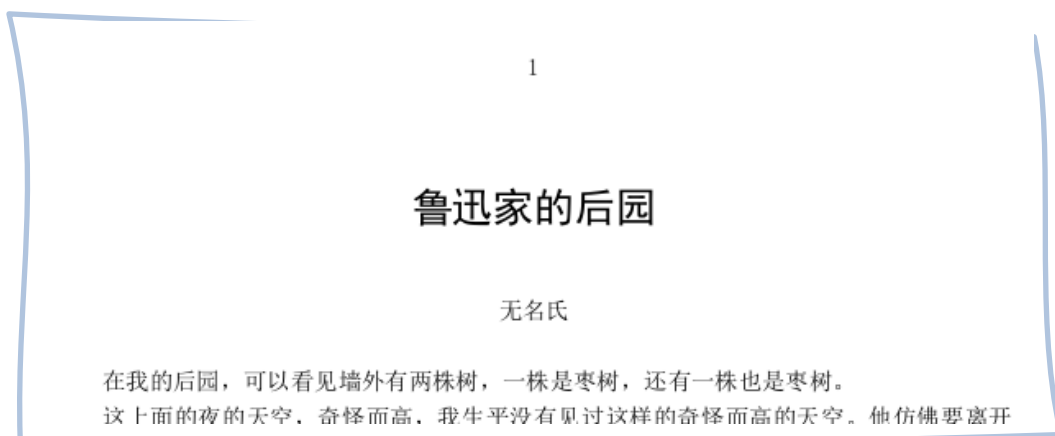 1
鲁迅家的后园
无名氏
在我的后园，可以看见墙外有两株树，一株是枣树，还有一株也是枣树。
这上面的夜的天空，奇怪而高，我生平没有见过这样的奇怪而高的天空。他仿佛要离开